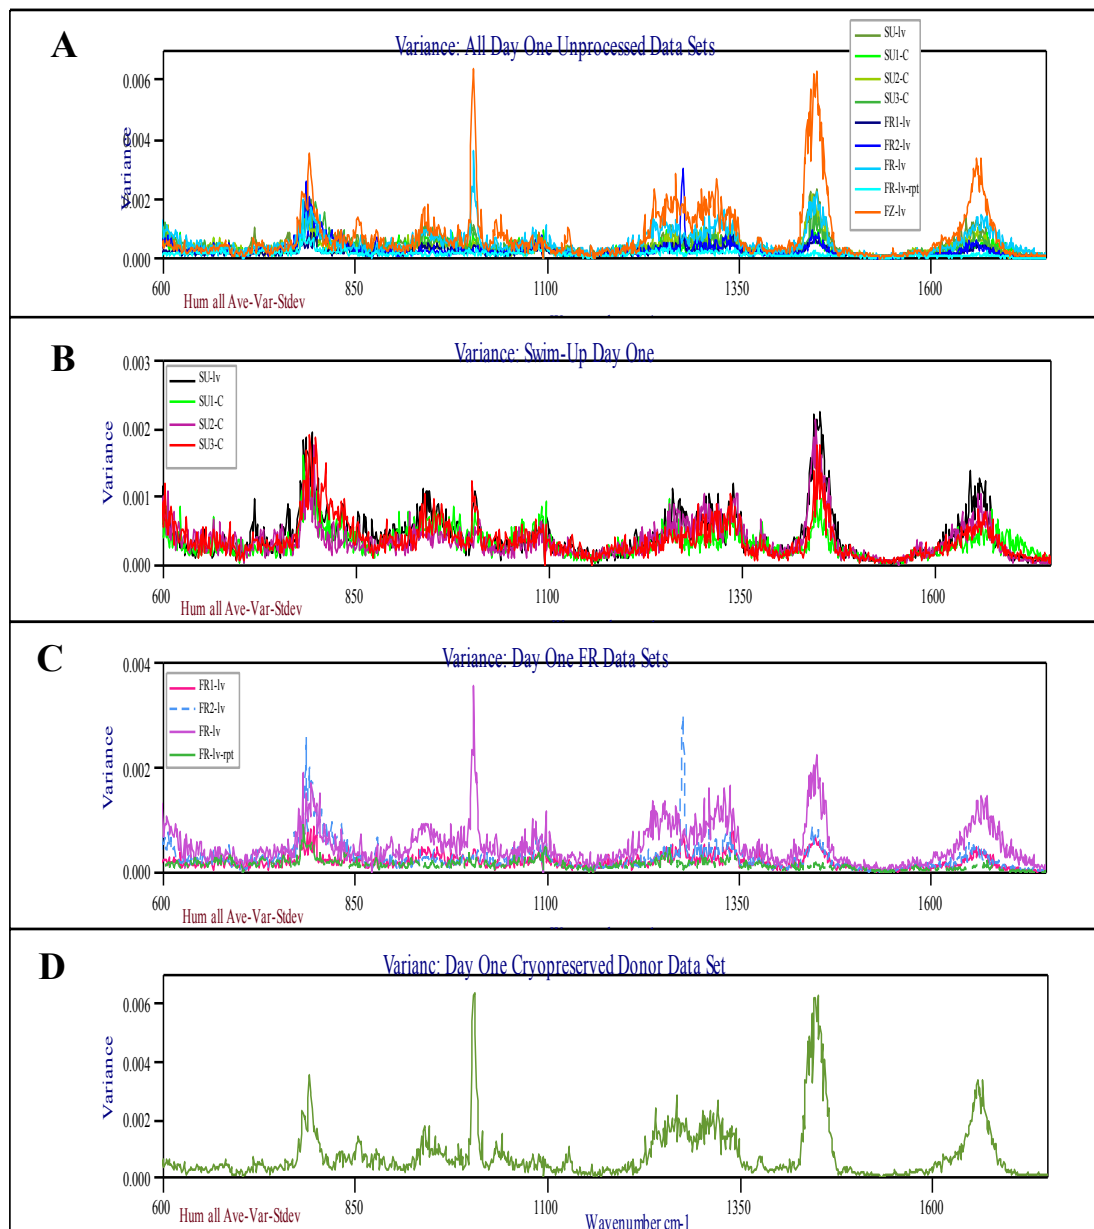 A
Variance: All Day One Unprocessed Data Sets
SU-lv
SU1-C
SU2-C
SU3-C
FR1-lv
FR2-lv
FR-lv
FR-lv-rpt
FZ-lv
Variance
0.006
0.004
0.002
0.000
600
850
1100
1350
1600
Hum all Ave-Var-Stdev
B
Variance: Swim-Up Day One
SU-lv
SU1-C
SU2-C
SU3-C
Variance
0.003
0.002
0.001
0.000
600
850
1100
1350
1600
Hum all Ave-Var-Stdev
C
Variance: Day One FR Data Sets
FR1-lv
FR2-lv
FR-lv
FR-lv-rpt
Variance
0.004
0.002
0.000
600
850
1100
1350
1600
Hum all Ave-Var-Stdev
D
Varianc: Day One Cryopreserved Donor Data Set
Variance
0.006
0.004
0.002
0.000
600
850
1100
1350
1600
Hum all Ave-Var-Stdev
Wavenumber cm-1